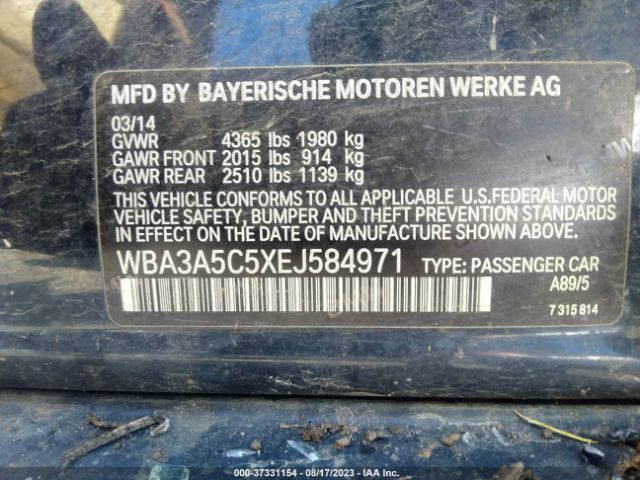 MFD BY BAYERISCHE MOTOREN WERKE AG
03/14
GVWR 4365 lbs 1980 kg
GAWR FRONT 2015 lbs 914 kg
GAWR REAR 2510 lbs 1139 kg
THIS VEHICLE CONFORMS TO ALL APPLICABLE U.S.FEDERAL MOTOR
VEHICLE SAFETY, BUMPER AND THEFT PREVENTION STANDARDS
IN EFFECT ON THE DATE OF MANUFACTURE SHOWN ABOVE.
WBA3A5C5XEJ584971 TYPE: PASSENGER CAR
A89/5
7 315 814
000-37331154 - 08/17/2023 - IAA Inc.